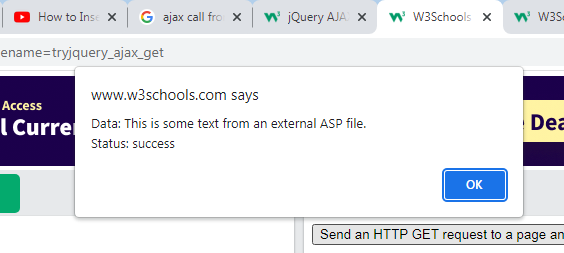 How to Inse
ajax call fro
jQuery AJA
W3Schools
W3Sc
ename=tryjquery_ajax_get
Access
l Curre
Dea
www.w3schools.com says
Data: This is some text from an external ASP file.
Status: success
OK
Send an HTTP GET request to a page an